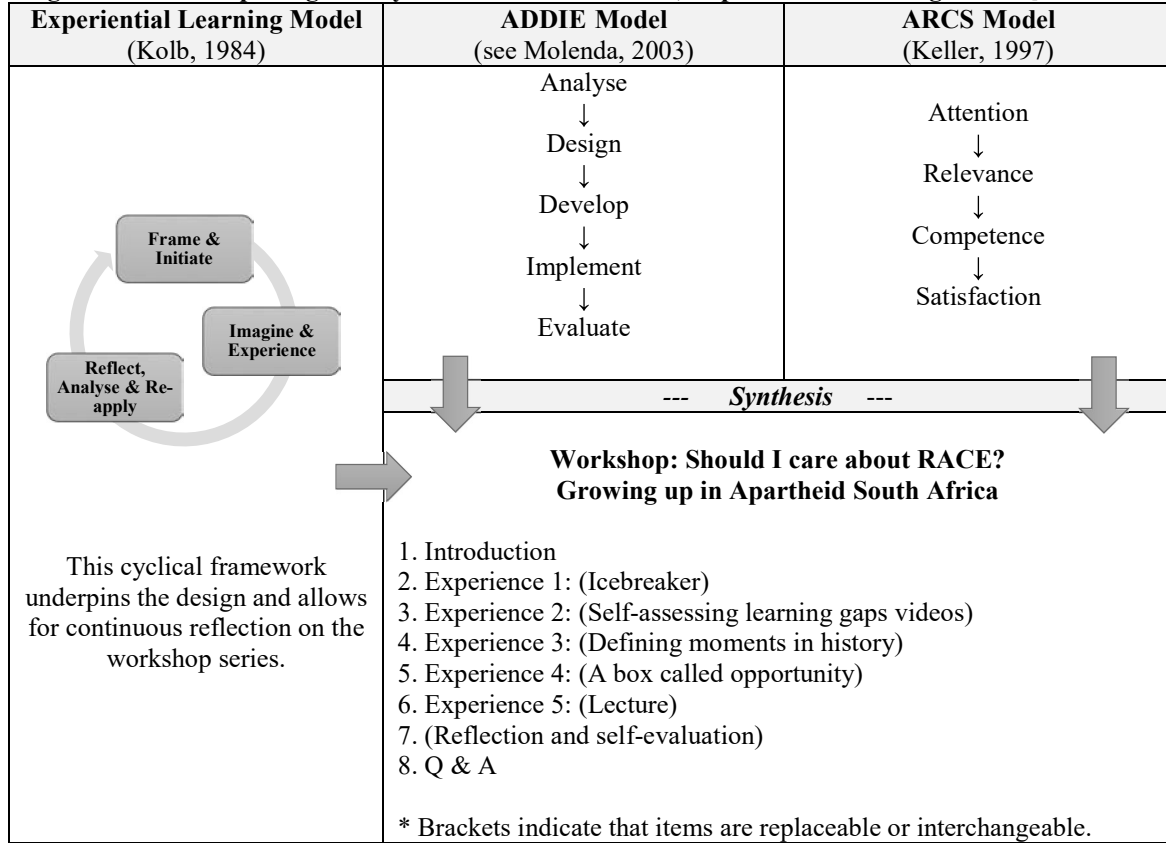 Experiential Learning Model
(Kolb, 1984)
ADDIE Model
(see Molenda, 2003)
ARCS Model
(Keller, 1997)
Frame &
Initiate
Imagine &
Experience
Reflect,
Analyse & Re-
apply
This cyclical framework
underpins the design and allows
for continuous reflection on the
workshop series.
Analyse
↓
Design
↓
Develop
↓
Implement
↓
Evaluate
Attention
↓
Relevance
↓
Competence
↓
Satisfaction
--- Synthesis ---
Workshop: Should I care about RACE?
Growing up in Apartheid South Africa
1. Introduction
2. Experience 1: (Icebreaker)
3. Experience 2: (Self-assessing learning gaps videos)
4. Experience 3: (Defining moments in history)
5. Experience 4: (A box called opportunity)
6. Experience 5: (Lecture)
7. (Reflection and self-evaluation)
8. Q & A
* Brackets indicate that items are replaceable or interchangeable.